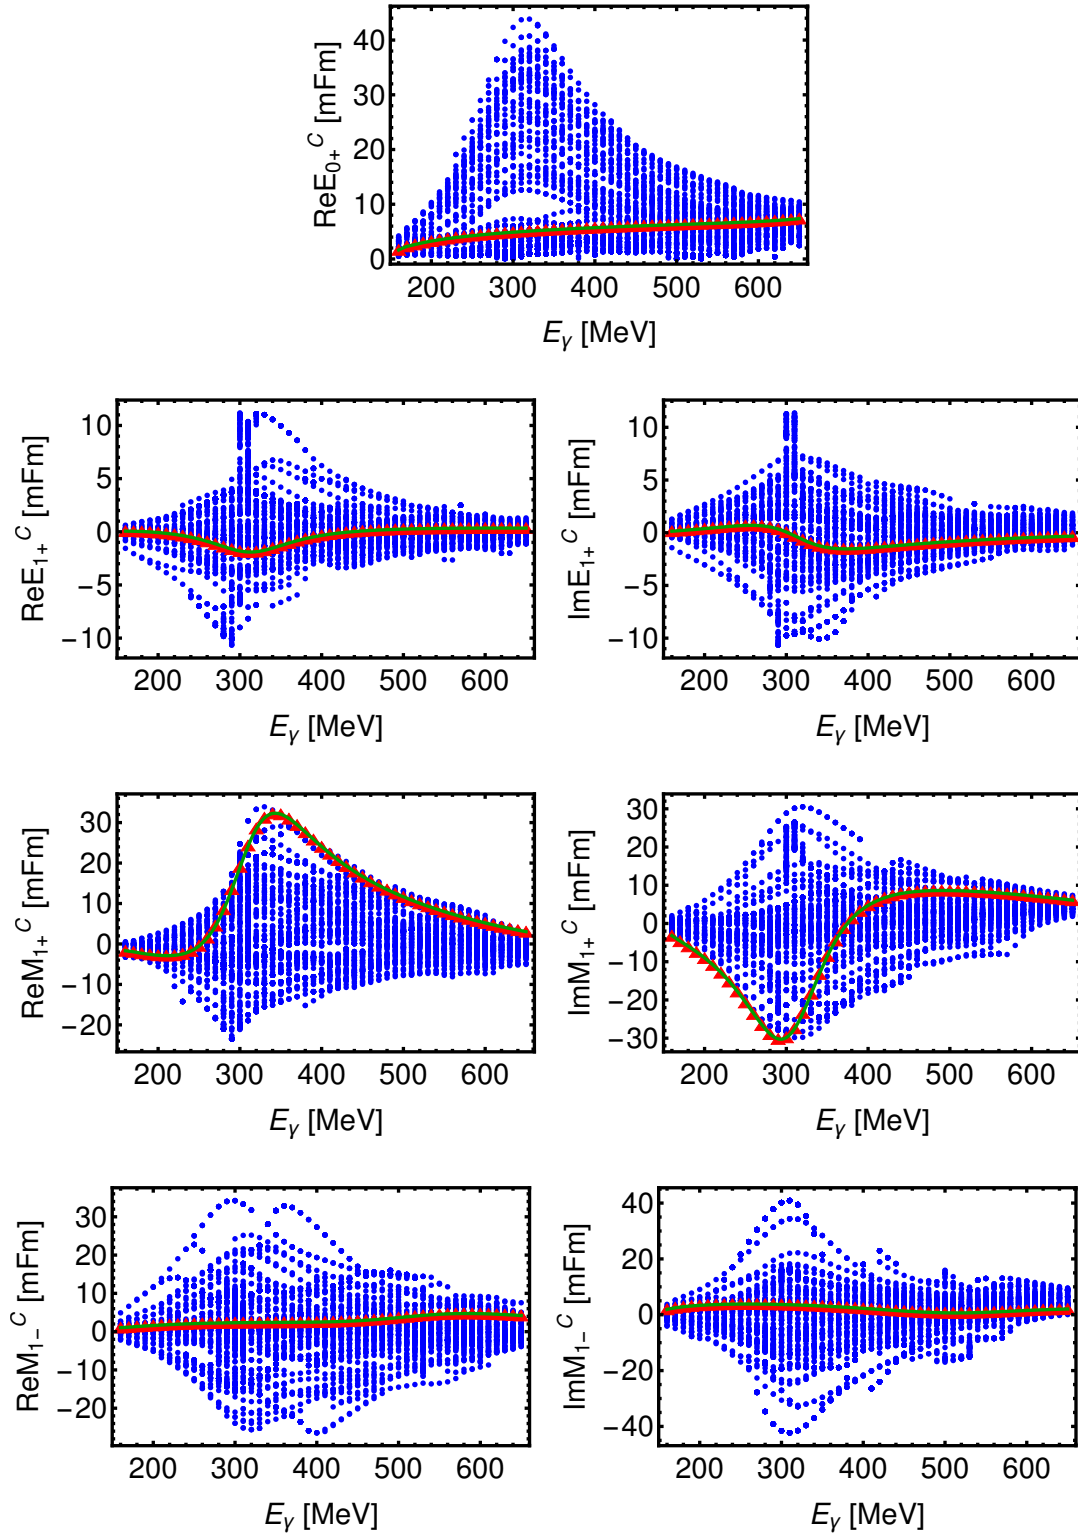 ReE0+^C [mFm]
40
30
20
10
0
200 300 400 500 600
Eγ [MeV]
ReE1+^C [mFm]
10
5
0
−5
−10
200 300 400 500 600
Eγ [MeV]
ImE1+^C [mFm]
10
5
0
−5
−10
200 300 400 500 600
Eγ [MeV]
ReM1+^C [mFm]
30
20
10
0
−10
−20
200 300 400 500 600
Eγ [MeV]
ImM1+^C [mFm]
30
20
10
0
−10
−20
−30
200 300 400 500 600
Eγ [MeV]
ReM1−^C [mFm]
30
20
10
0
−10
−20
200 300 400 500 600
Eγ [MeV]
ImM1−^C [mFm]
40
20
0
−20
−40
200 300 400 500 600
Eγ [MeV]